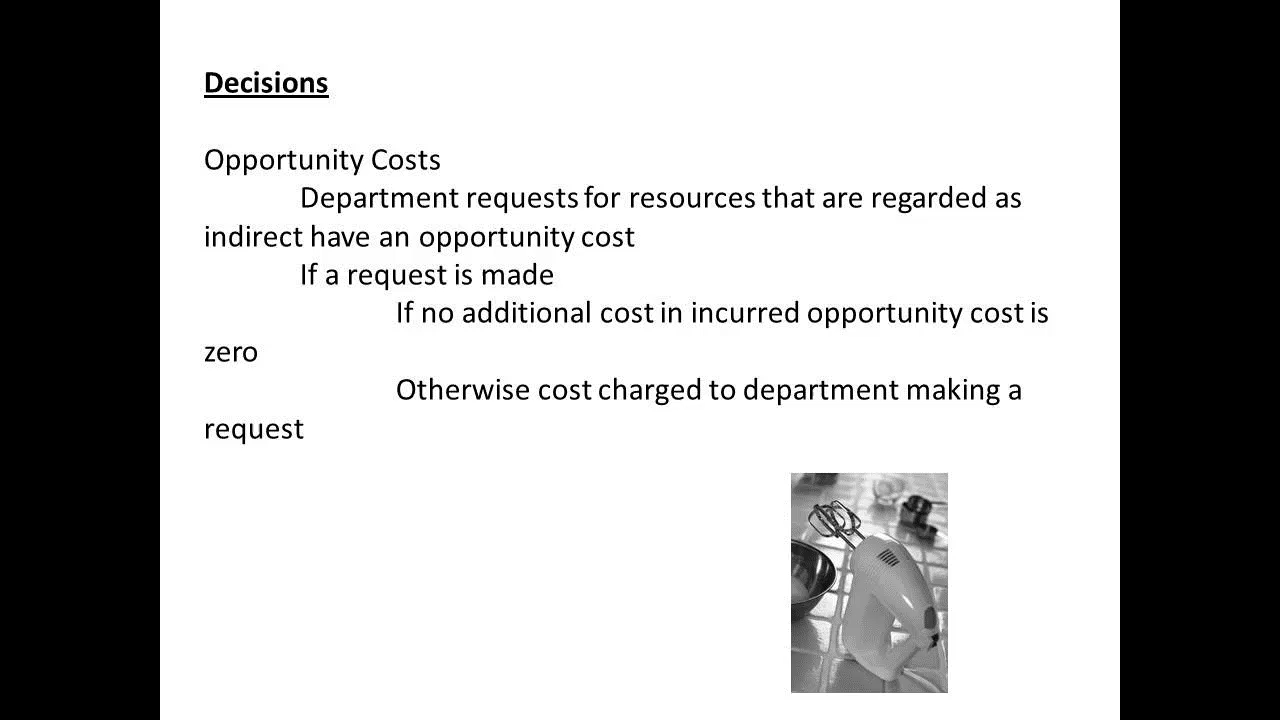 Decisions
Opportunity Costs
Department requests for resources that are regarded as
indirect have an opportunity cost
If a request is made
If no additional cost in incurred opportunity cost is
zero
Otherwise cost charged to department making a
request